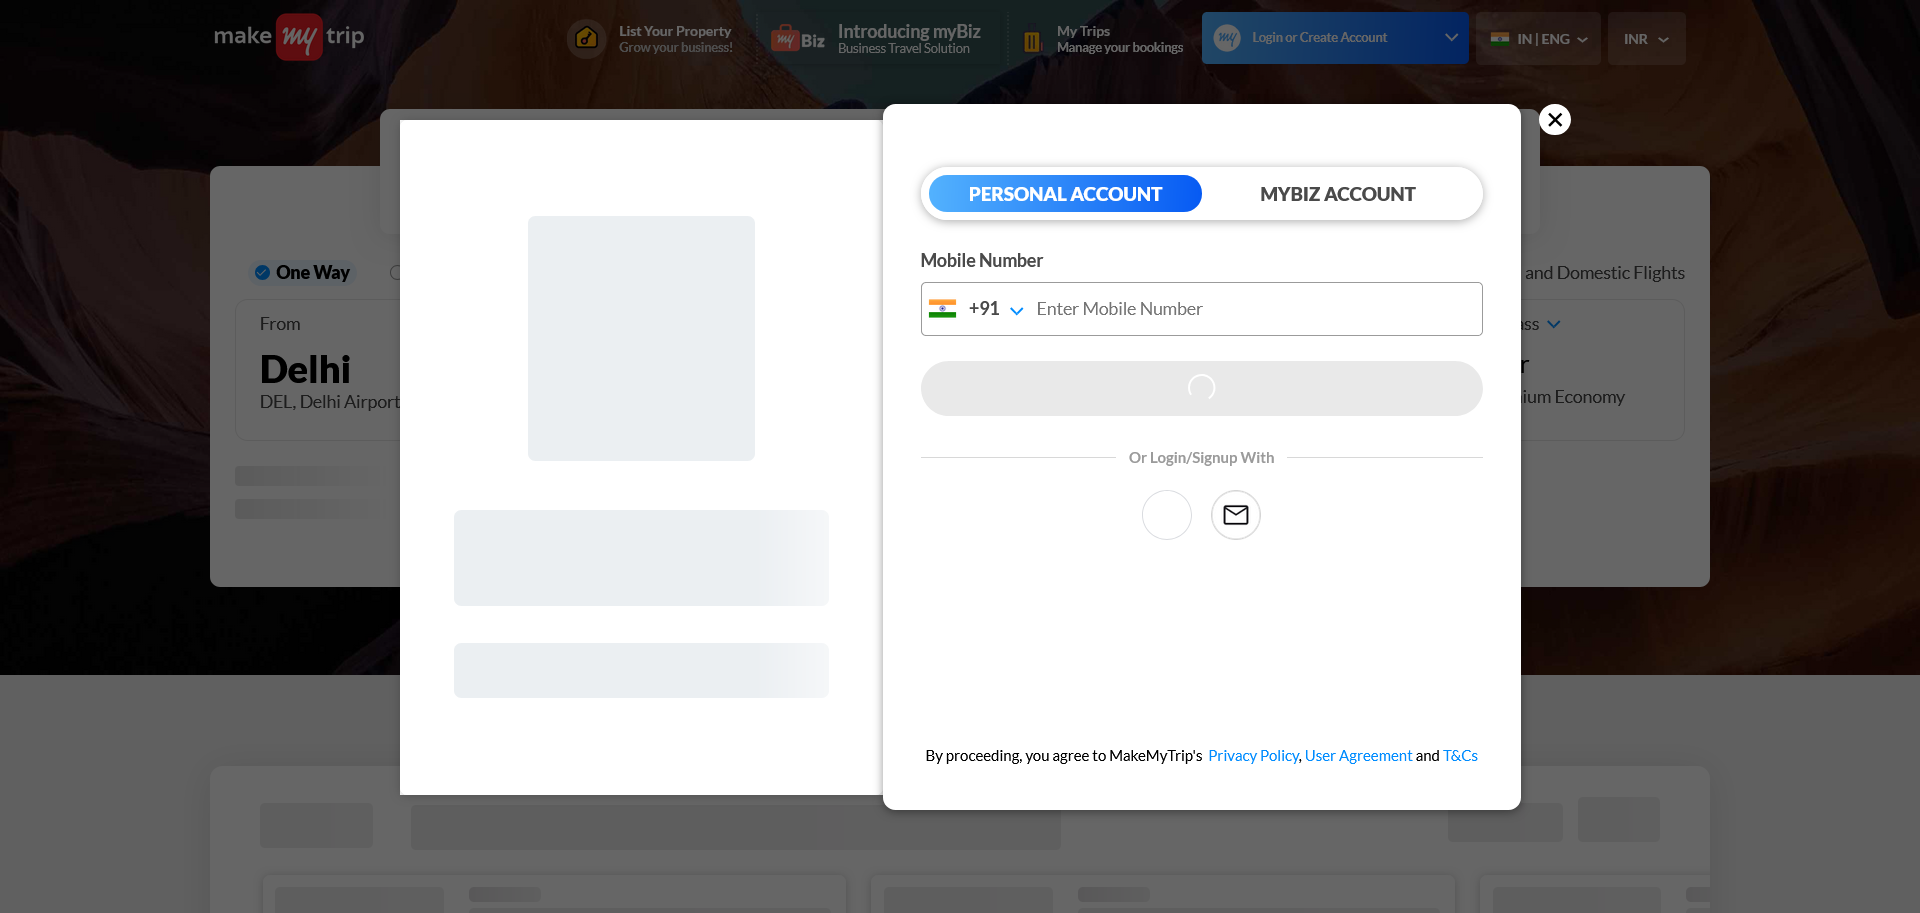 make my trip
List Your Property
Grow your business!
my Biz
Introducing myBiz
Business Travel Solution
My Trips
Manage your bookings
my
Login or Create Account
IN | ENG
INR
PERSONAL ACCOUNT
MYBIZ ACCOUNT
Mobile Number
+91
Enter Mobile Number
Or Login/Signup With
By proceeding, you agree to MakeMyTrip's Privacy Policy, User Agreement and T&Cs
One Way
and Domestic Flights
From
Delhi
DEL, Delhi Airport
Economy